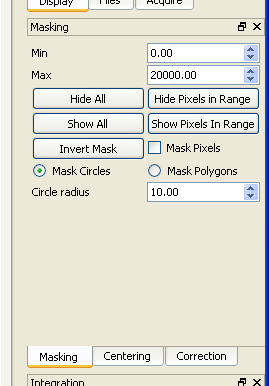 Display Files Acquire
Masking
Min 0.00
Max 20000.00
Hide All Hide Pixels in Range
Show All Show Pixels In Range
Invert Mask Mask Pixels
Mask Circles Mask Polygons
Circle radius 10.00
Masking Centering Correction
Integration